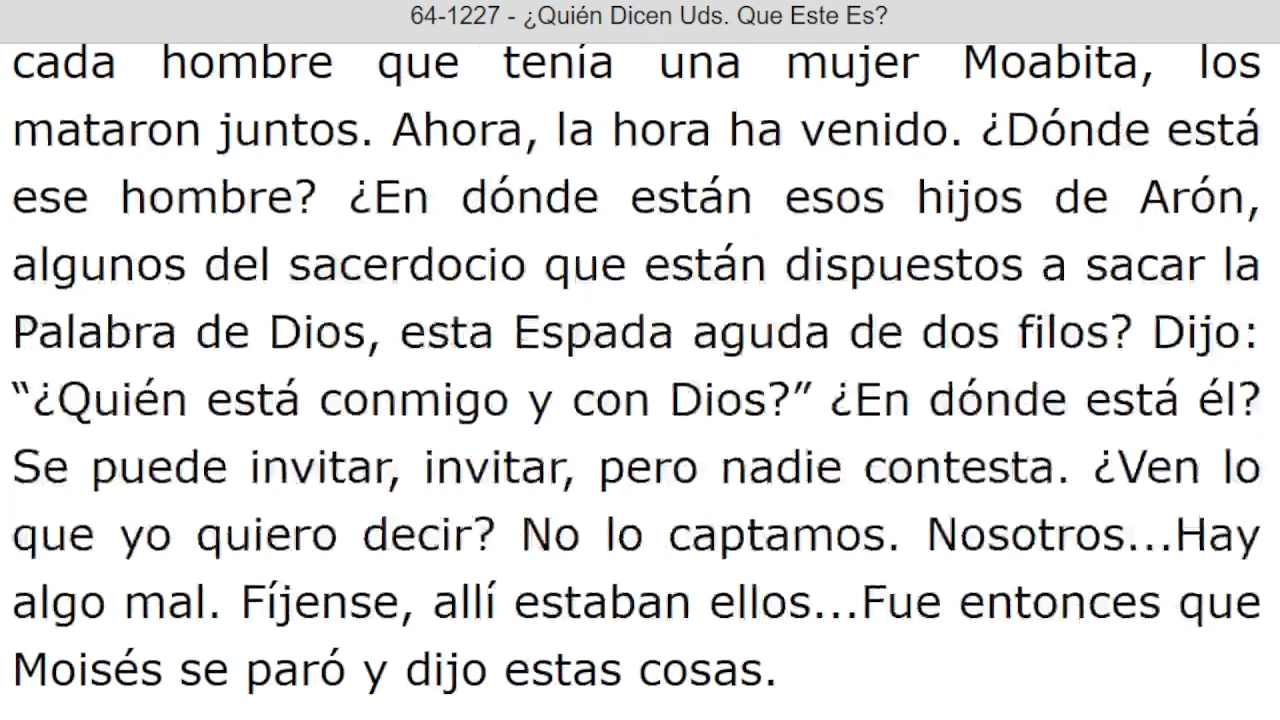 64-1227 - ¿Quién Dicen Uds. Que Este Es?
cada hombre que tenía una mujer Moabita, los
mataron juntos. Ahora, la hora ha venido. ¿Dónde está
ese hombre? ¿En dónde están esos hijos de Arón,
algunos del sacerdocio que están dispuestos a sacar la
Palabra de Dios, esta Espada aguda de dos filos? Dijo:
“¿Quién está conmigo y con Dios?” ¿En dónde está él?
Se puede invitar, invitar, pero nadie contesta. ¿Ven lo
que yo quiero decir? No lo captamos. Nosotros...Hay
algo mal. Fíjense, allí estaban ellos...Fue entonces que
Moisés se paró y dijo estas cosas.